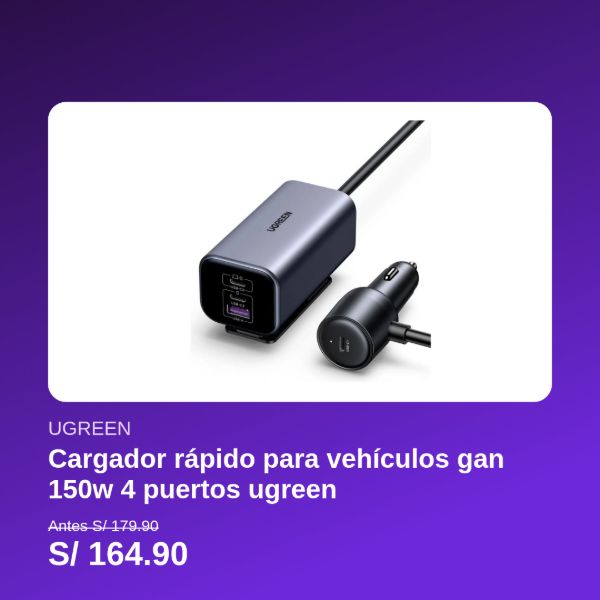 UGREEN
UGREEN
Cargador rápido para vehículos gan
150w 4 puertos ugreen
Antes S/ 179.90
S/ 164.90